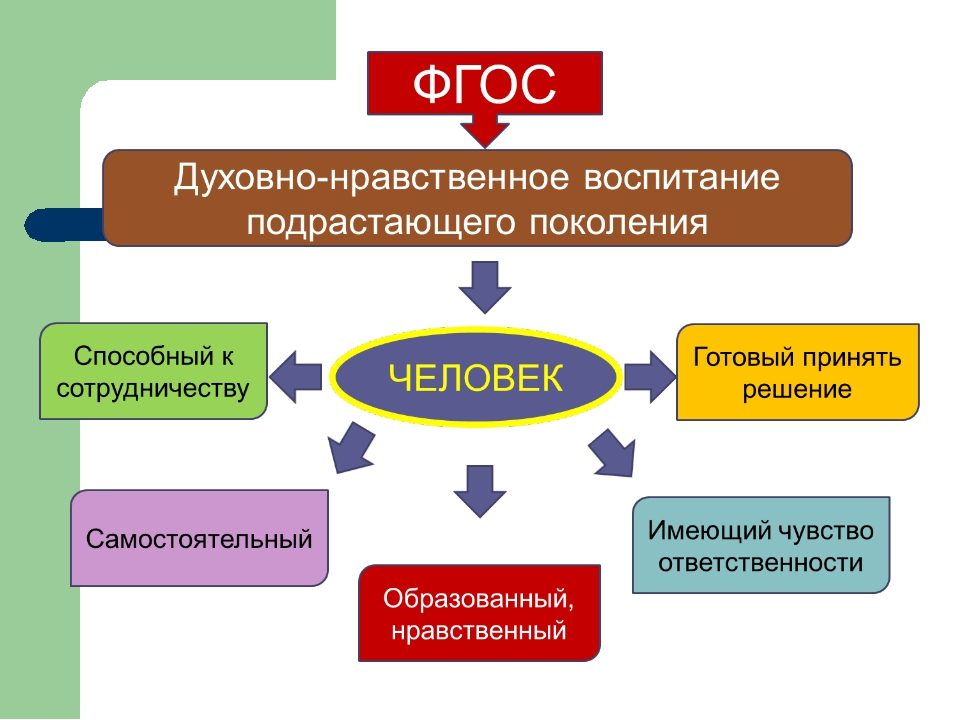 ФГОС
Духовно-нравственное воспитание
подрастающего поколения
Способный к
сотрудничеству
ЧЕЛОВЕК
Готовый принять
решение
Самостоятельный
Образованный,
нравственный
Имеющий чувство
ответственности